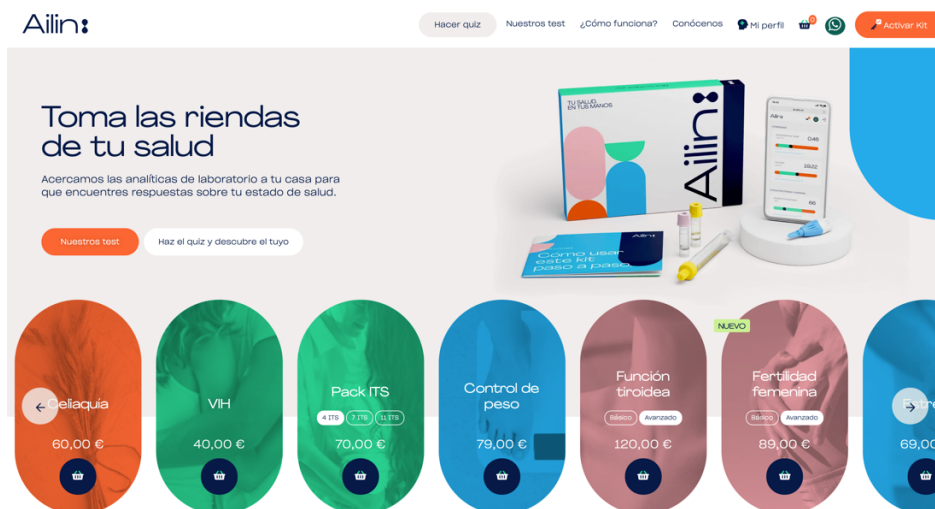 Ailin:
Hacer quiz
Nuestros test
¿Cómo funciona?
Conócenos
Mi perfil
0
Activar Kit
Toma las riendas
de tu salud
Acercamos las analíticas de laboratorio a tu casa para
que encuentres respuestas sobre tu estado de salud.
Nuestros test
Haz el quiz y descubre el tuyo
TU SALUD
EN TUS MANOS
Ailin:
Ailin:
Ailin:
Como usar
este kit
paso a paso
NUEVO
Celiaquía
60,00 €
VIH
40,00 €
Pack ITS
4 ITS 7 ITS 11 ITS
70,00 €
Control de
peso
79,00 €
Función
tiroidea
Básico Avanzado
120,00 €
Fertilidad
femenina
Básico Avanzado
89,00 €
69,00